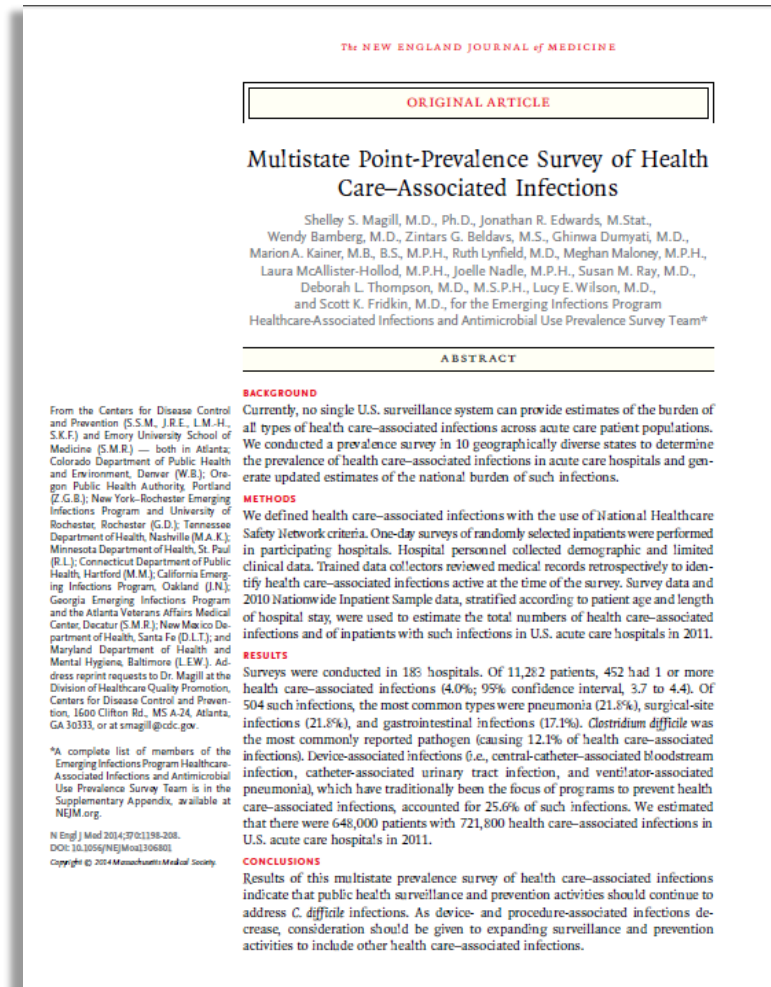 The NEW ENGLAND JOURNAL of MEDICINE
ORIGINAL ARTICLE
Multistate Point-Prevalence Survey of Health
Care–Associated Infections
Shelley S. Magill, M.D., Ph.D., Jonathan R. Edwards, M.Stat.,
Wendy Bamberg, M.D., Zintars G. Beldavs, M.S., Ghinwa Dumyati, M.D.,
Marion A. Kainer, M.B., B.S., M.P.H., Ruth Lynfield, M.D., Meghan Maloney, M.P.H.,
Laura McAllister-Hollod, M.P.H., Joelle Nadle, M.P.H., Susan M. Ray, M.D.,
Deborah L. Thompson, M.D., M.S.P.H., Lucy E. Wilson, M.D.,
and Scott K. Fridkin, M.D., for the Emerging Infections Program
Healthcare-Associated Infections and Antimicrobial Use Prevalence Survey Team*
ABSTRACT
From the Centers for Disease Control
and Prevention (S.S.M., J.R.E., L.M.-H.,
S.K.F.) and Emory University School of
Medicine (S.M.R.) — both in Atlanta;
Colorado Department of Public Health
and Environment, Denver (W.B.); Ore-
gon Public Health Authority, Portland
(Z.G.B.); New York–Rochester Emerging
Infections Program and University of
Rochester, Rochester (G.D.); Tennessee
Department of Health, Nashville (M.A.K.);
Minnesota Department of Health, St. Paul
(R.L.); Connecticut Department of Public
Health, Hartford (M.M.); California Emerg-
ing Infections Program, Oakland (J.N.);
Georgia Emerging Infections Program
and the Atlanta Veterans Affairs Medical
Center, Decatur (S.M.R.); New Mexico De-
partment of Health, Santa Fe (D.L.T.); and
Maryland Department of Health and
Mental Hygiene, Baltimore (L.E.W.). Ad-
dress reprint requests to Dr. Magill at the
Division of Healthcare Quality Promotion,
Centers for Disease Control and Preven-
tion, 1600 Clifton Rd., MS A-24, Atlanta,
GA 30333, or at smagill@cdc.gov.
*A complete list of members of the
Emerging Infections Program Healthcare-
Associated Infections and Antimicrobial
Use Prevalence Survey Team is in the
Supplementary Appendix, available at
NEJM.org.
N Engl J Med 2014;370:1198-208.
DOI: 10.1056/NEJMoa1306801
Copyright © 2014 Massachusetts Medical Society.
BACKGROUND
Currently, no single U.S. surveillance system can provide estimates of the burden of
all types of health care–associated infections across acute care patient populations.
We conducted a prevalence survey in 10 geographically diverse states to determine
the prevalence of health care–associated infections in acute care hospitals and gen-
erate updated estimates of the national burden of such infections.
METHODS
We defined health care–associated infections with the use of National Healthcare
Safety Network criteria. One-day surveys of randomly selected inpatients were performed
in participating hospitals. Hospital personnel collected demographic and limited
clinical data. Trained data collectors reviewed medical records retrospectively to iden-
tify health care–associated infections active at the time of the survey. Survey data and
2010 Nationwide Inpatient Sample data, stratified according to patient age and length
of hospital stay, were used to estimate the total numbers of health care–associated
infections and of inpatients with such infections in U.S. acute care hospitals in 2011.
RESULTS
Surveys were conducted in 183 hospitals. Of 11,282 patients, 452 had 1 or more
health care–associated infections (4.0%; 95% confidence interval, 3.7 to 4.4). Of
504 such infections, the most common types were pneumonia (21.8%), surgical-site
infections (21.8%), and gastrointestinal infections (17.1%). Clostridium difficile was
the most commonly reported pathogen (causing 12.1% of health care–associated
infections). Device-associated infections (i.e., central-catheter–associated bloodstream
infection, catheter-associated urinary tract infection, and ventilator-associated
pneumonia), which have traditionally been the focus of programs to prevent health
care–associated infections, accounted for 25.6% of such infections. We estimated
that there were 648,000 patients with 721,800 health care–associated infections in
U.S. acute care hospitals in 2011.
CONCLUSIONS
Results of this multistate prevalence survey of health care–associated infections
indicate that public health surveillance and prevention activities should continue to
address C. difficile infections. As device- and procedure-associated infections de-
crease, consideration should be given to expanding surveillance and prevention
activities to include other health care–associated infections.